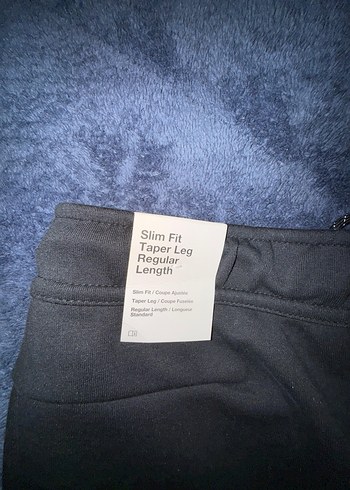 Slim Fit
Taper Leg
Regular
Length
Slim Fit / Coupe Ajustée
Taper Leg / Coupe Fuselée
Regular Length / Longueur
Standard